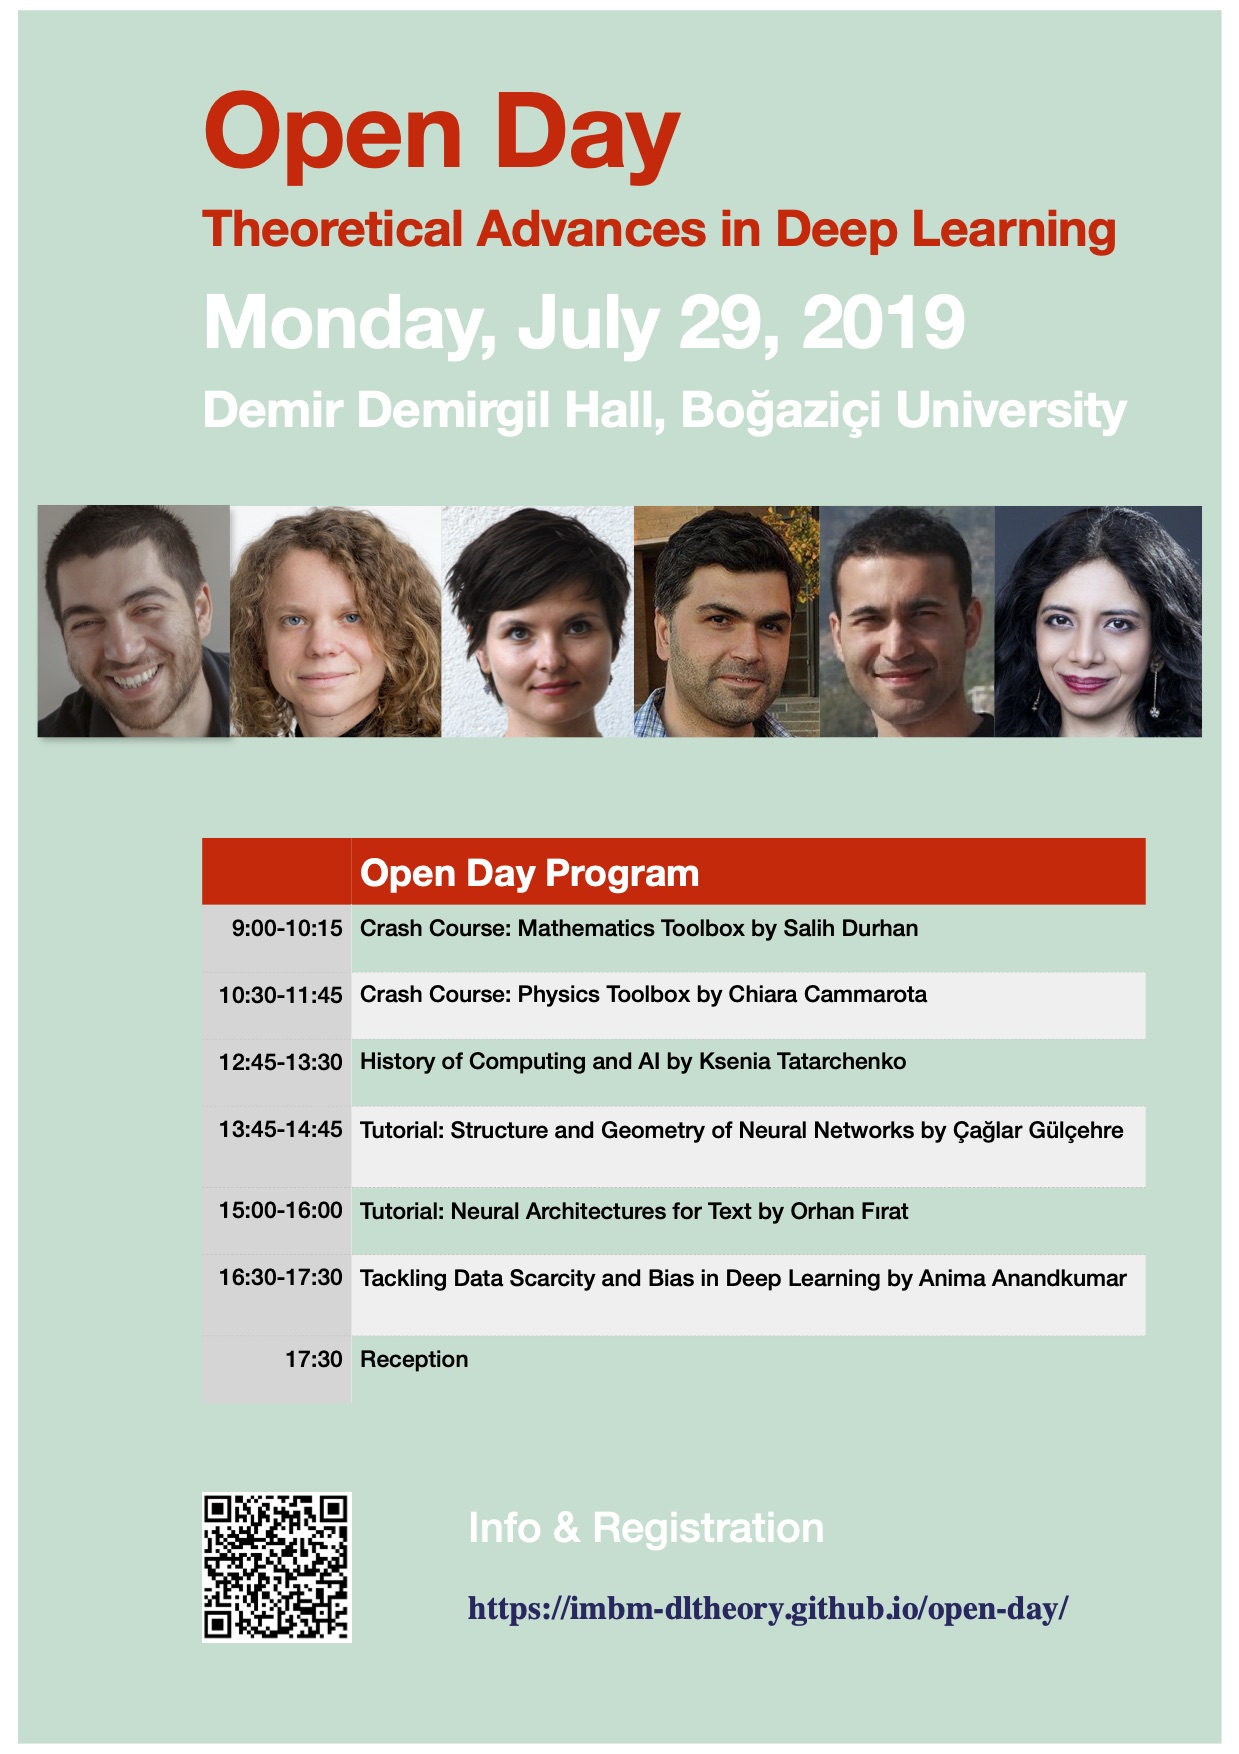 Open Day
Theoretical Advances in Deep Learning
Monday, July 29, 2019
Demir Demirgil Hall, Boğaziçi University
Open Day Program
9:00-10:15 Crash Course: Mathematics Toolbox by Salih Durhan
10:30-11:45 Crash Course: Physics Toolbox by Chiara Cammarota
12:45-13:30 History of Computing and AI by Ksenia Tatarchenko
13:45-14:45 Tutorial: Structure and Geometry of Neural Networks by Çağlar Gülçehre
15:00-16:00 Tutorial: Neural Architectures for Text by Orhan Fırat
16:30-17:30 Tackling Data Scarcity and Bias in Deep Learning by Anima Anandkumar
17:30 Reception
Info & Registration
https://imbm-dltheory.github.io/open-day/